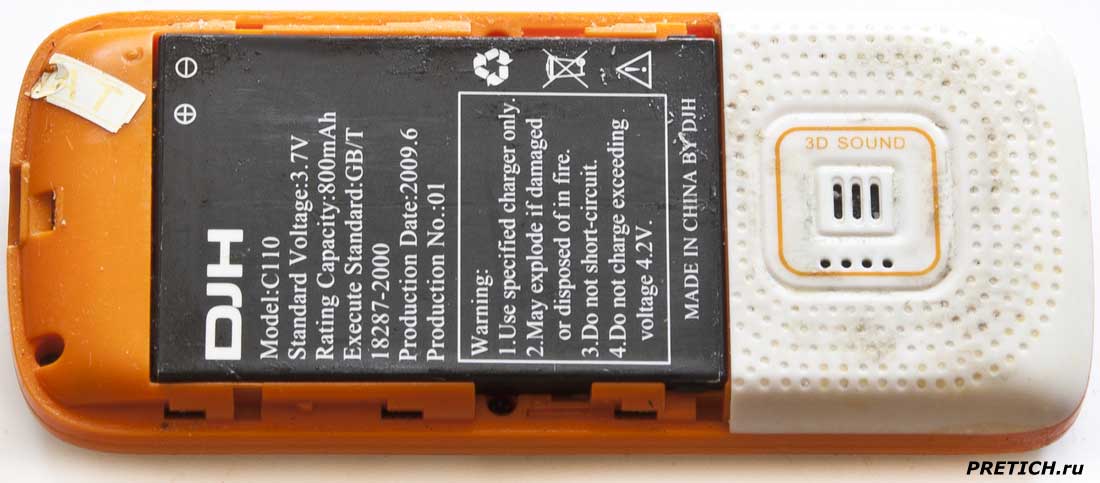 DJH
Model:C110
Standard Voltage:3.7V
Rating Capacity:800mAh
Execute Standard:GB/T
18287-2000
Production Date:2009.6
Production No.:01
Warning:
1.Use specified charger only.
2.May explode if damaged
or disposed of in fire.
3.Do not short-circuit.
4.Do not charge exceeding
voltage 4.2V.
MADE IN CHINA BY DJH
3D SOUND
PRETICH.ru